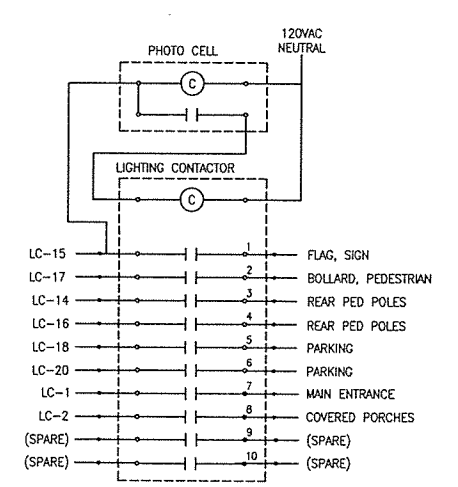 120VAC
NEUTRAL
PHOTO CELL
C
LIGHTING CONTACTOR
C
LC-15 1 FLAG, SIGN
LC-17 2 BOLLARD, PEDESTRIAN
LC-14 3 REAR PED POLES
LC-16 4 REAR PED POLES
LC-18 5 PARKING
LC-20 6 PARKING
LC-1 7 MAIN ENTRANCE
LC-2 8 COVERED PORCHES
(SPARE) 9 (SPARE)
(SPARE) 10 (SPARE)